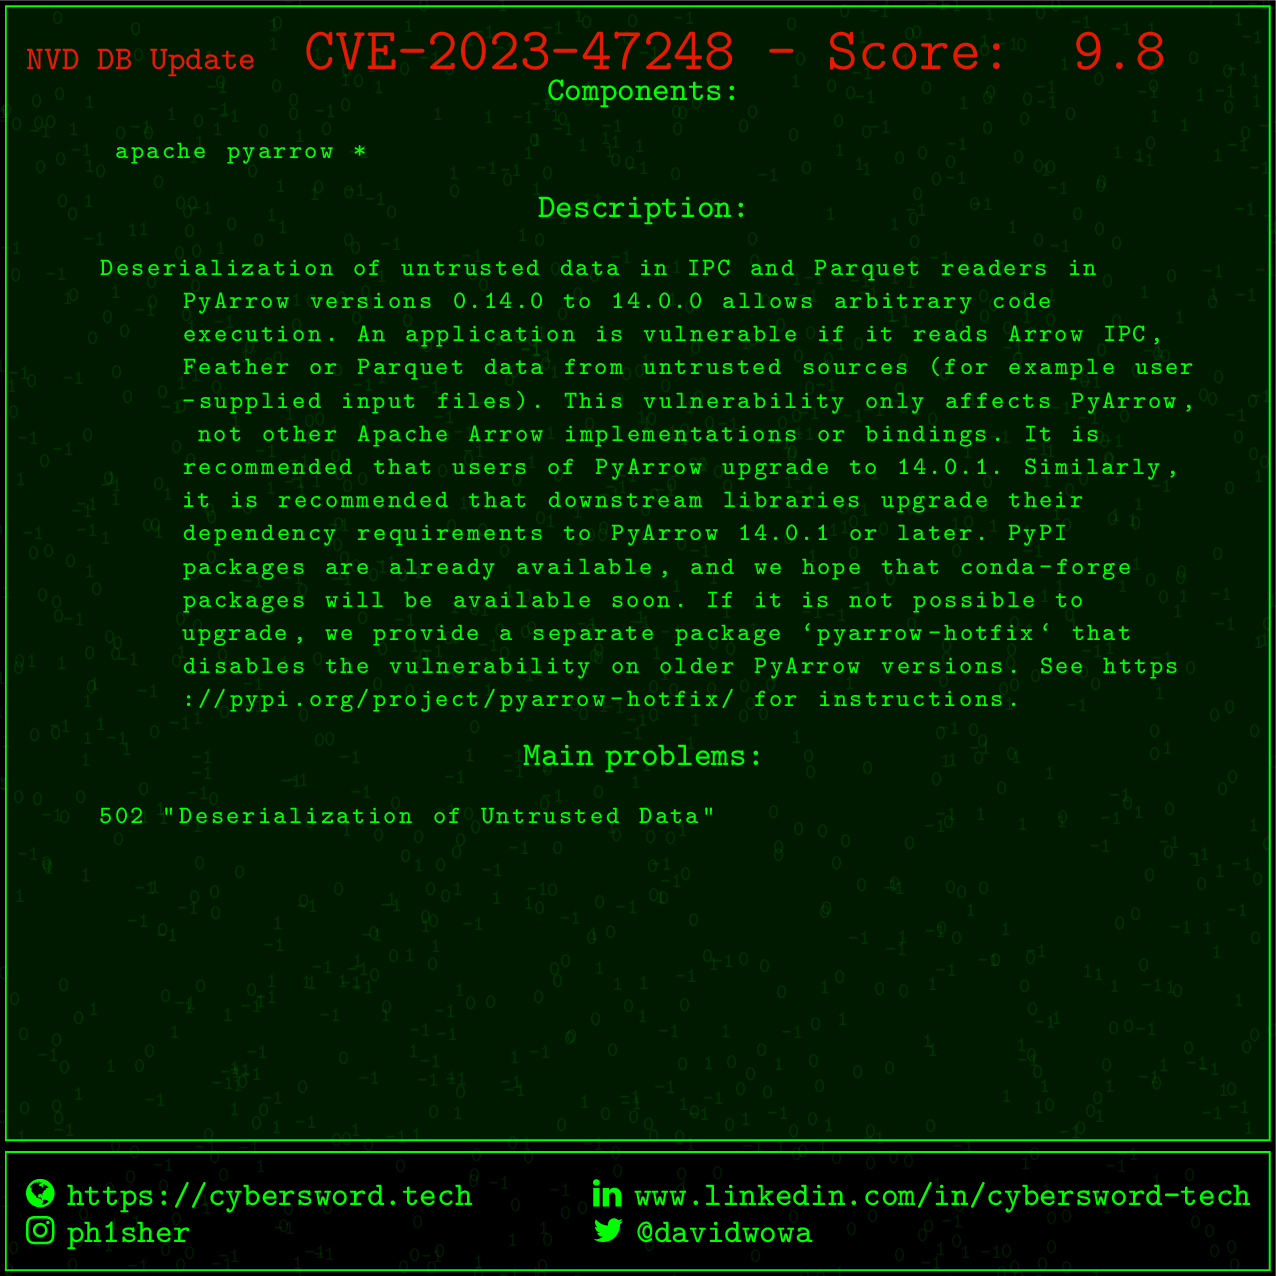 NVD DB Update CVE-2023-47248 - Score: 9.8
Components:
apache pyarrow *
Description:
Deserialization of untrusted data in IPC and Parquet readers in
PyArrow versions 0.14.0 to 14.0.0 allows arbitrary code
execution. An application is vulnerable if it reads Arrow IPC,
Feather or Parquet data from untrusted sources (for example user
-supplied input files). This vulnerability only affects PyArrow,
not other Apache Arrow implementations or bindings. It is
recommended that users of PyArrow upgrade to 14.0.1. Similarly,
it is recommended that downstream libraries upgrade their
dependency requirements to PyArrow 14.0.1 or later. PyPI
packages are already available, and we hope that conda-forge
packages will be available soon. If it is not possible to
upgrade, we provide a separate package ‘pyarrow-hotfix‘ that
disables the vulnerability on older PyArrow versions. See https
://pypi.org/project/pyarrow-hotfix/ for instructions.
Main problems:
502 "Deserialization of Untrusted Data"
https://cybersword.tech
www.linkedin.com/in/cybersword-tech
ph1sher
@davidwowa